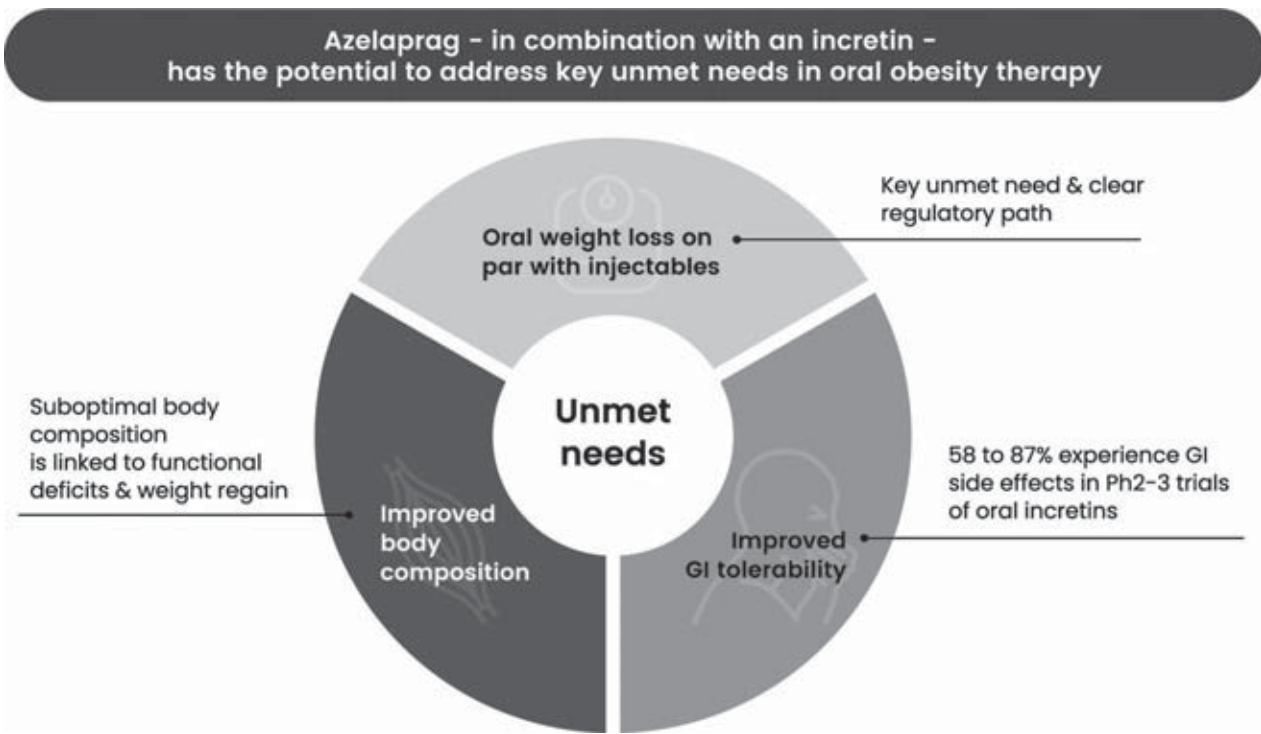 Azelaprag - in combination with an incretin -
has the potential to address key unmet needs in oral obesity therapy
Key unmet need & clear
regulatory path
Oral weight loss on
par with injectables
Unmet
needs
Suboptimal body
composition
is linked to functional
deficits & weight regain
Improved
body
composition
58 to 87% experience GI
side effects in Ph2-3 trials
of oral incretins
Improved
GI tolerability